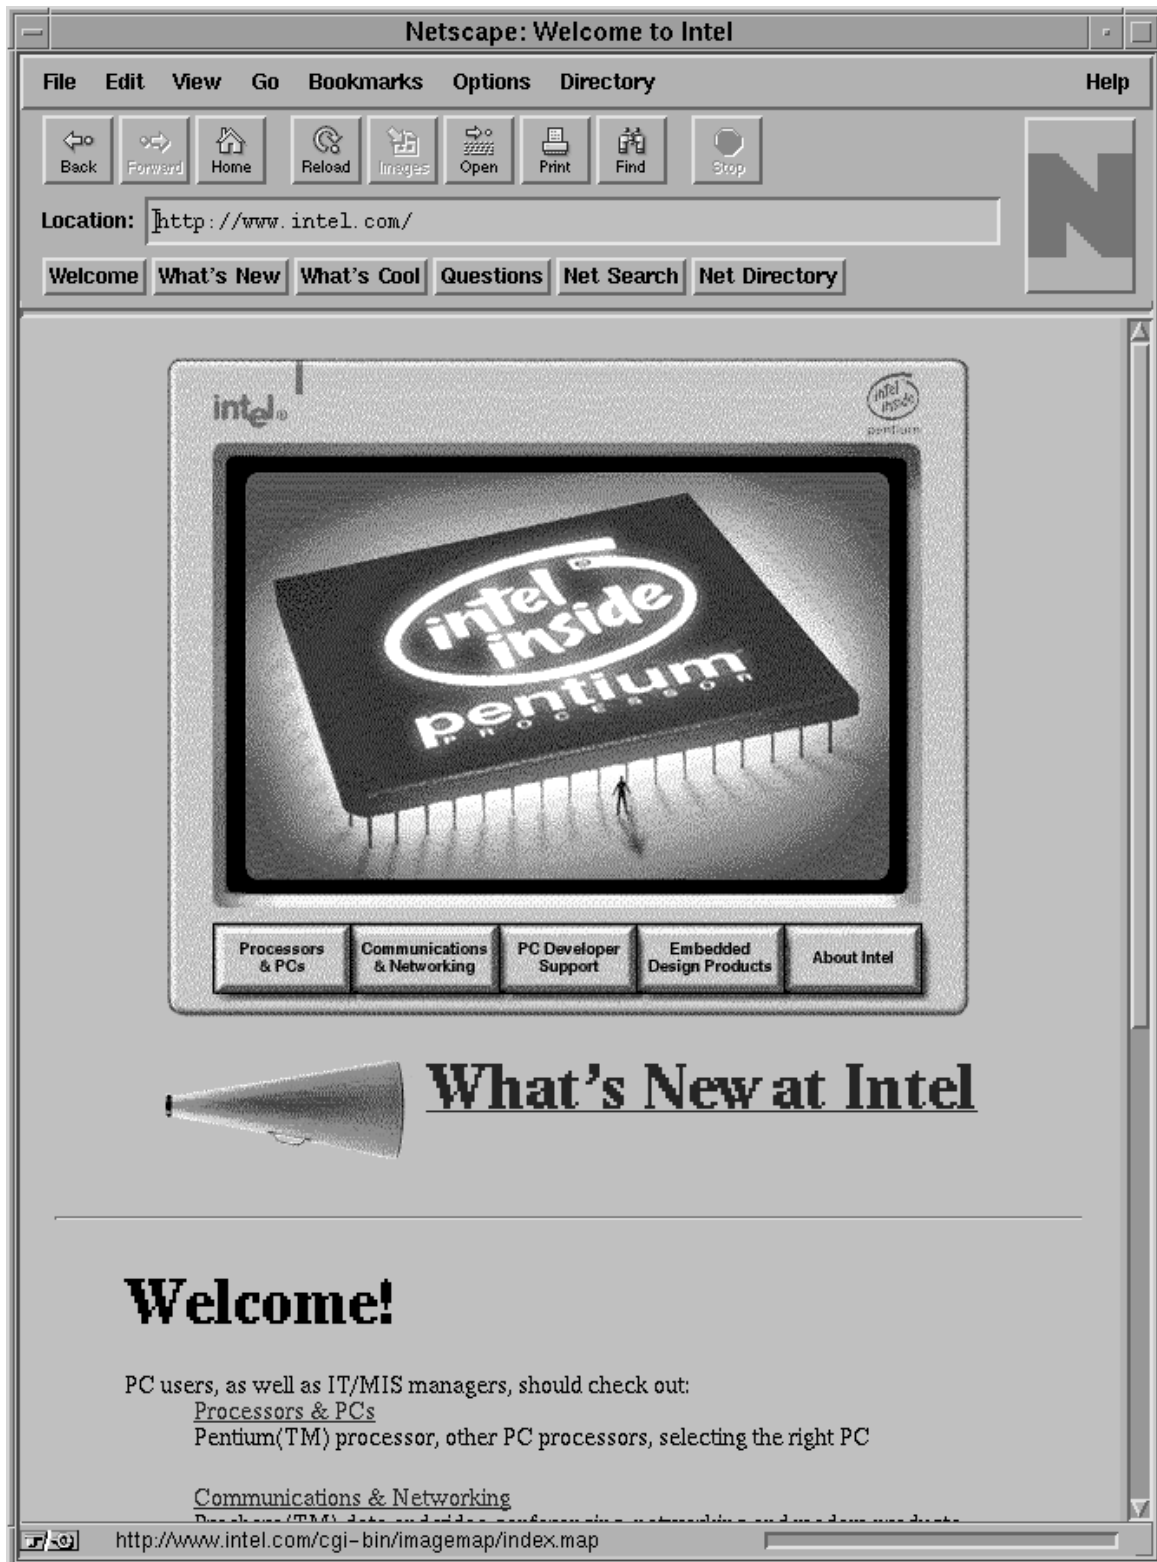 Netscape: Welcome to Intel
File Edit View Go Bookmarks Options Directory Help
Back Forward Home Reload Images Open Print Find Stop
N
Location: http://www.intel.com/
Welcome What's New What's Cool Questions Net Search Net Directory
intel®
intel
inside
pentium
intel
inside®
pentium
PROCESSOR
Processors
& PCs
Communications
& Networking
PC Developer
Support
Embedded
Design Products
About Intel
What's New at Intel
Welcome!
PC users, as well as IT/MIS managers, should check out:
Processors & PCs
Pentium(TM) processor, other PC processors, selecting the right PC
Communications & Networking
http://www.intel.com/cgi-bin/imagemap/index.map